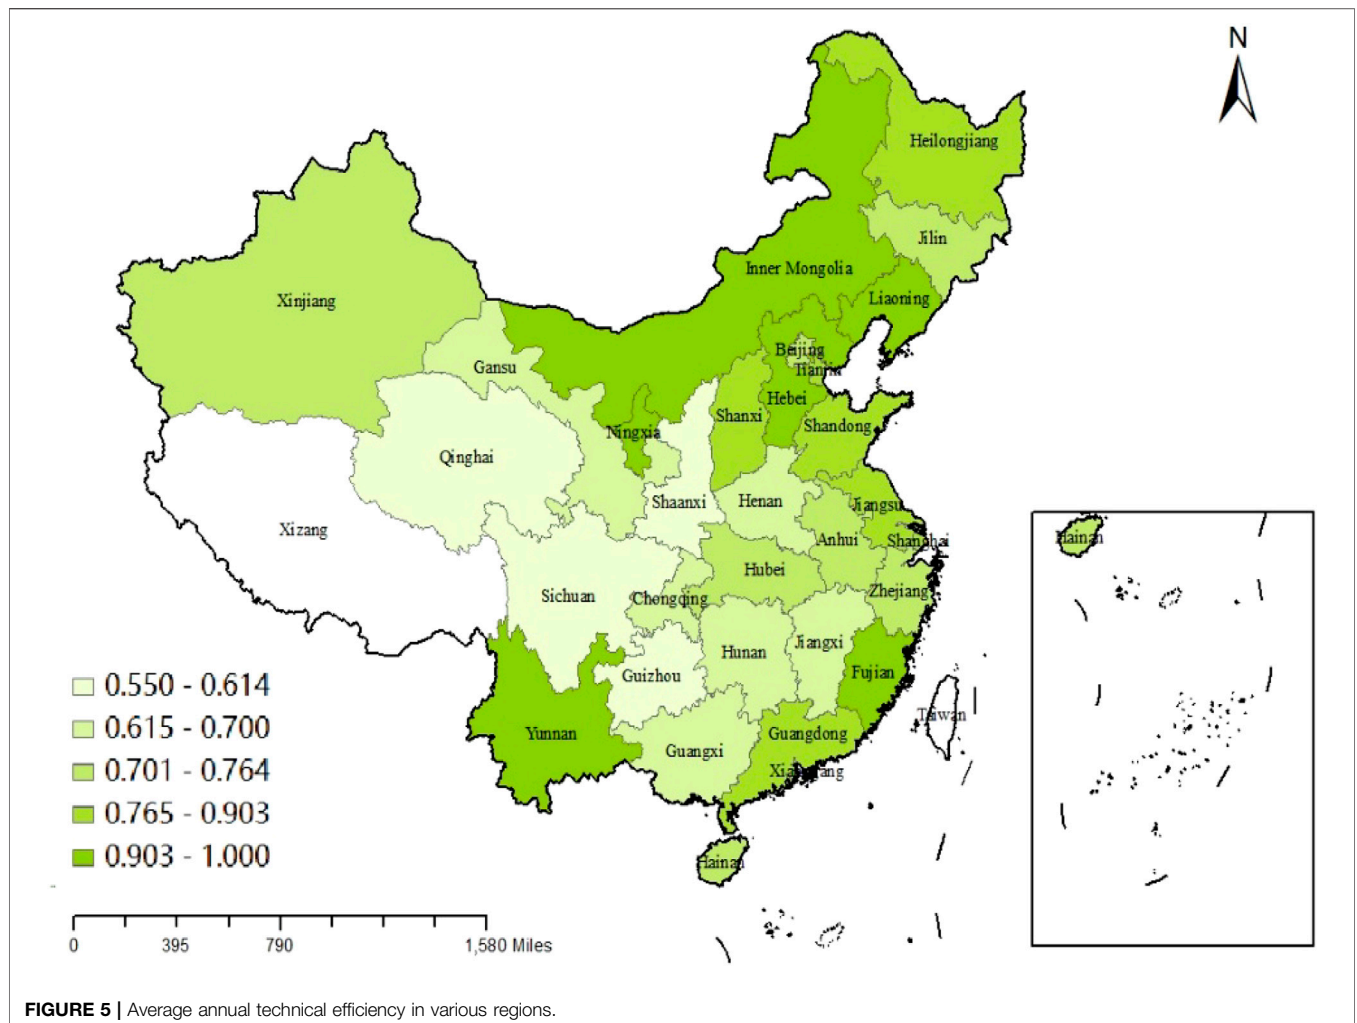 N
Heilongjiang
Jilin
Inner Mongolia
Liaoning
Xinjiang
Beijing
Tianjin
Gansu
Hebei
Shanxi
Shandong
Ningxia
Qinghai
Shaanxi
Henan
Jiangsu
Xizang
Anhui
Shanghai
Hainan
Hubei
Sichuan
Chongqing
Zhejiang
Hunan
Jiangxi
Guizhou
Fujian
0.550 - 0.614
0.615 - 0.700
Taiwan
Yunnan
Guangdong
Guangxi
0.701 - 0.764
0.765 - 0.903
0.903 - 1.000
Hainan
0 395 790 1,580 Miles
FIGURE 5 | Average annual technical efficiency in various regions.